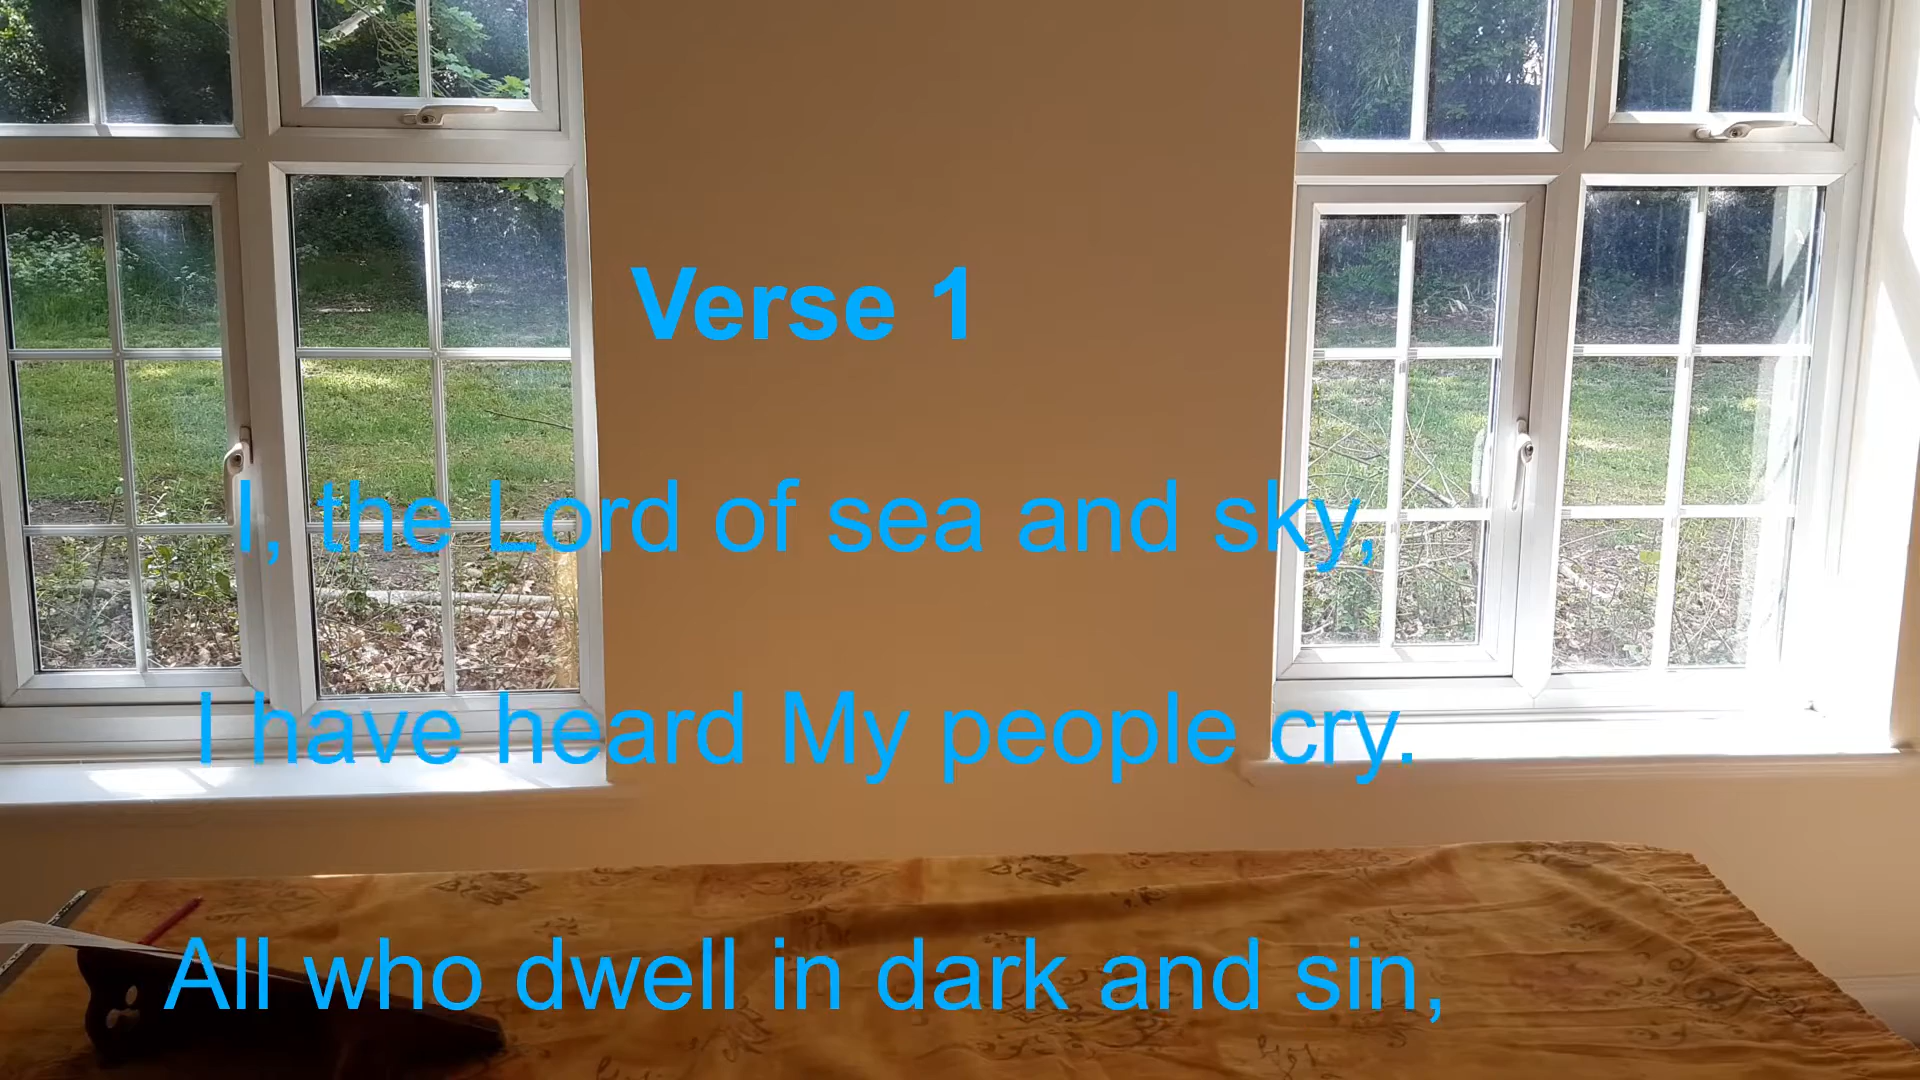 Verse 1
I, the Lord of sea and sky,
I have heard My people cry.
All who dwell in dark and sin,